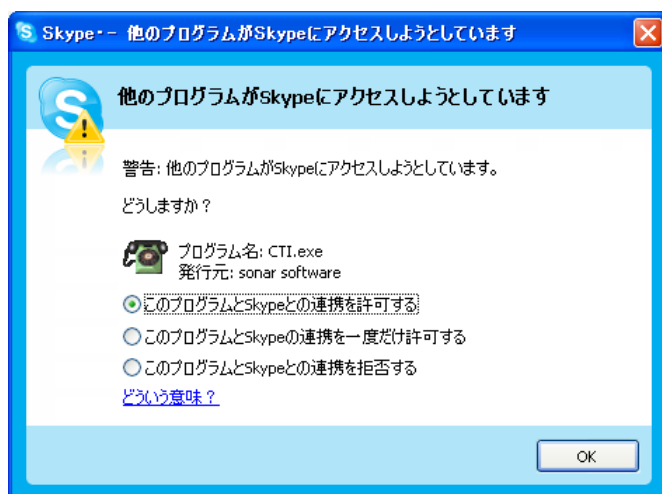 Skype・- 他のプログラムがSkypeにアクセスしようとしています
他のプログラムがSkypeにアクセスしようとしています
警告: 他のプログラムがSkypeにアクセスしようとしています。
どうしますか？
プログラム名: CTI.exe
発行元: sonar software
このプログラムとSkypeとの連携を許可する
このプログラムとSkypeの連携を一度だけ許可する
このプログラムとSkypeとの連携を拒否する
どういう意味？
OK